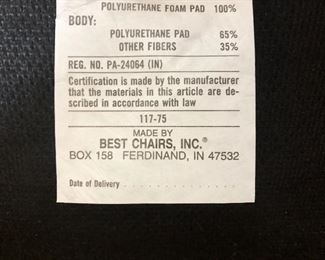 POLYURETHANE FOAM PAD 100%
BODY:
POLYURETHANE PAD 65%
OTHER FIBERS 35%
REG. NO. PA-24064 (IN)
Certification is made by the manufacturer
that the materials in this article are de-
scribed in accordance with law
117-75
MADE BY
BEST CHAIRS, INC.®
BOX 158 FERDINAND, IN 47532
Date of Delivery . . . . . . . . . . . . . .